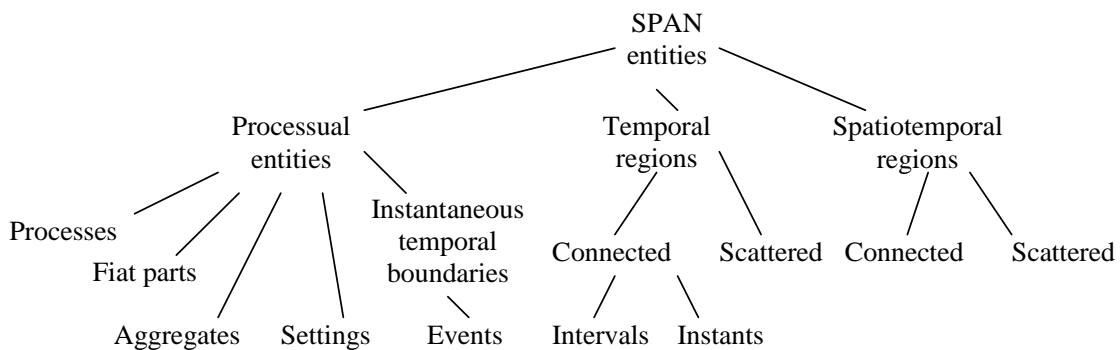 SPAN
entities
Processual
entities
Temporal
regions
Spatiotemporal
regions
Processes
Fiat parts
Instantaneous
temporal
boundaries
Connected
Scattered
Connected
Scattered
Aggregates
Settings
Events
Intervals
Instants